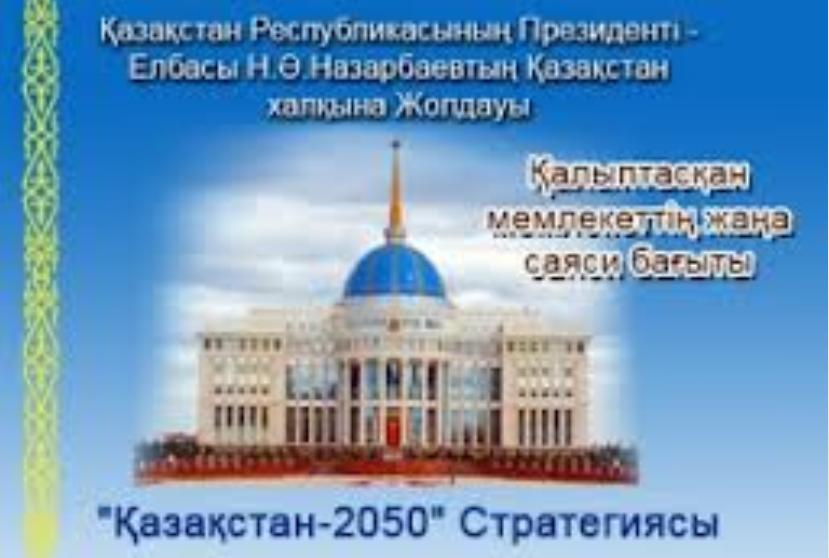 Қазақстан Республикасының Президенті -
Елбасы Н.Ә.Назарбаевтың Қазақстан
халқына Жолдауы
Қалыптасқан
мемлекеттің жаңа
саяси бағыты
"Қазақстан-2050" Стратегиясы